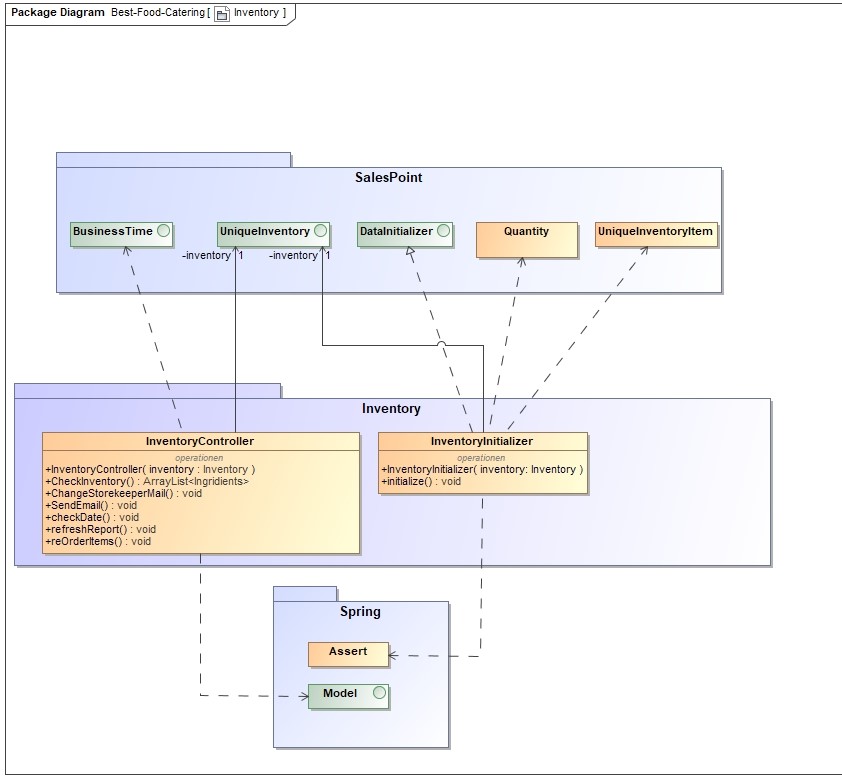 Package Diagram Best-Food-Catering [ Inventory ]
SalesPoint
BusinessTime
UniqueInventory
DataInitializer
Quantity
UniqueInventoryItem
-inventory 1
-inventory 1
Inventory
InventoryController
operationen
+InventoryController( inventory : Inventory )
+CheckInventory() : ArrayList<Ingridients>
+ChangeStorekeeperMail() : void
+SendEmail() : void
+checkDate() : void
+refreshReport() : void
+reOrderItems() : void
InventoryInitializer
operationen
+InventoryInitializer( inventory: Inventory )
+initialize() : void
Spring
Assert
Model